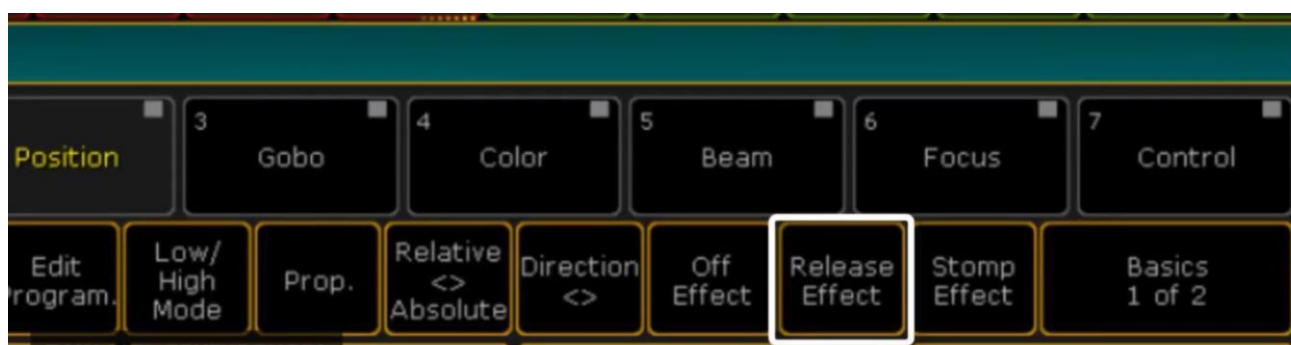 Position
3
Gobo
4
Color
5
Beam
6
Focus
7
Control
Edit
rogram.
Low/
High
Mode
Prop.
Relative
<>
Absolute
Direction
<>
Off
Effect
Release
Effect
Stomp
Effect
Basics
1 of 2